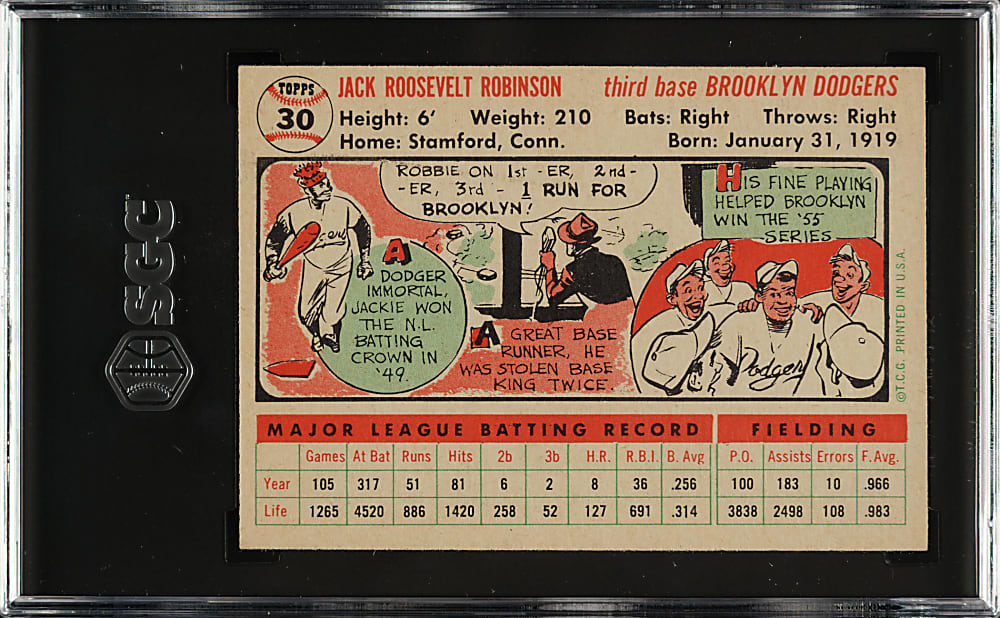 SGC
TOPPS
30
JACK ROOSEVELT ROBINSON third base BROOKLYN DODGERS
Height: 6' Weight: 210 Bats: Right Throws: Right
Home: Stamford, Conn. Born: January 31, 1919
ROBBIE ON 1st-ER, 2nd-
-ER, 3rd - 1 RUN FOR
BROOKLYN!
Dodgers
A
DODGER
IMMORTAL,
JACKIE WON
THE N.L.
BATTING
CROWN IN
'49.
A GREAT BASE
RUNNER, HE
WAS STOLEN BASE
KING TWICE.
HIS FINE PLAYING
HELPED BROOKLYN
WIN THE '55
SERIES
Dodgers
©T.C.G. PRINTED IN U.S.A.
MAJOR LEAGUE BATTING RECORD FIELDING
Games At Bat Runs Hits 2b 3b H.R. R.B.I. B. Avg P.O. Assists Errors F. Avg.
Year 105 317 51 81 6 2 8 36 .256 100 183 10 .966
Life 1265 4520 886 1420 258 52 127 691 .314 3838 2498 108 .983